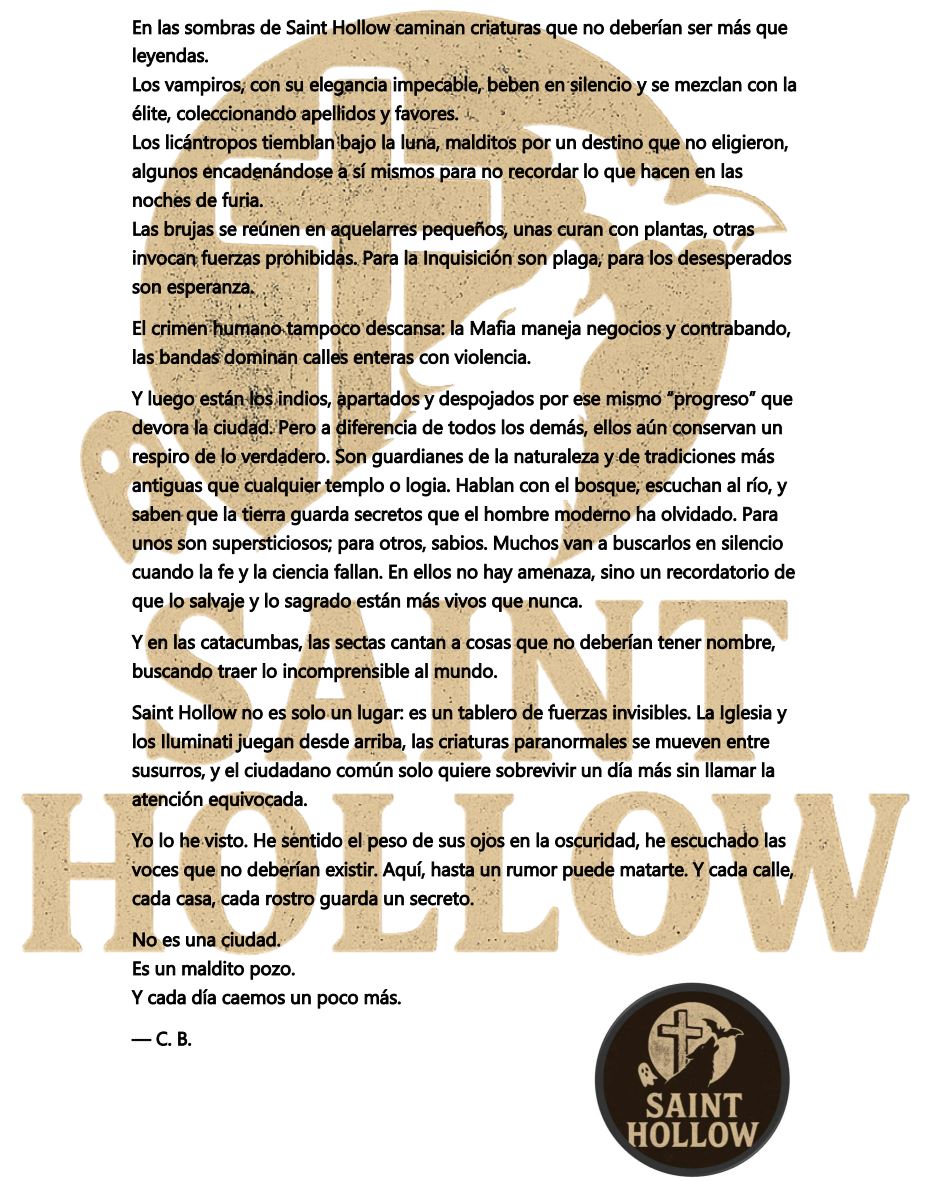 En las sombras de Saint Hollow caminan criaturas que no deberían ser más que
leyendas.
Los vampiros, con su elegancia impecable, beben en silencio y se mezclan con la
élite, coleccionando apellidos y favores.
Los licántropos tiemblan bajo la luna, malditos por un destino que no eligieron,
algunos encadenándose a sí mismos para no recordar lo que hacen en las
noches de furia.
Las brujas se reúnen en aquelarres pequeños, unas curan con plantas, otras
invocan fuerzas prohibidas. Para la Inquisición son plaga, para los desesperados
son esperanza.
El crimen humano tampoco descansa: la Mafia maneja negocios y contrabando,
las bandas dominan calles enteras con violencia.
Y luego están los indios, apartados y despojados por ese mismo “progreso” que
devora la ciudad. Pero a diferencia de todos los demás, ellos aún conservan un
respiro de lo verdadero. Son guardianes de la naturaleza y de tradiciones más
antiguas que cualquier templo o logia. Hablan con el bosque, escuchan al río, y
saben que la tierra guarda secretos que el hombre moderno ha olvidado. Para
unos son supersticiosos; para otros, sabios. Muchos van a buscarlos en silencio
cuando la fe y la ciencia fallan. En ellos no hay amenaza, sino un recordatorio de
que lo salvaje y lo sagrado están más vivos que nunca.
Y en las catacumbas, las sectas cantan a cosas que no deberían tener nombre,
buscando traer lo incomprensible al mundo.
Saint Hollow no es solo un lugar: es un tablero de fuerzas invisibles. La Iglesia y
los Iluminati juegan desde arriba, las criaturas paranormales se mueven entre
susurros, y el ciudadano común solo quiere sobrevivir un día más sin llamar la
atención equivocada.
Yo lo he visto. He sentido el peso de sus ojos en la oscuridad, he escuchado las
voces que no deberían existir. Aquí, hasta un rumor puede matarte. Y cada calle,
cada casa, cada rostro guarda un secreto.
No es una ciudad.
Es un maldito pozo.
Y cada día caemos un poco más.
— C. B.
SAINT
HOLLOW
SAINT
HOLLOW